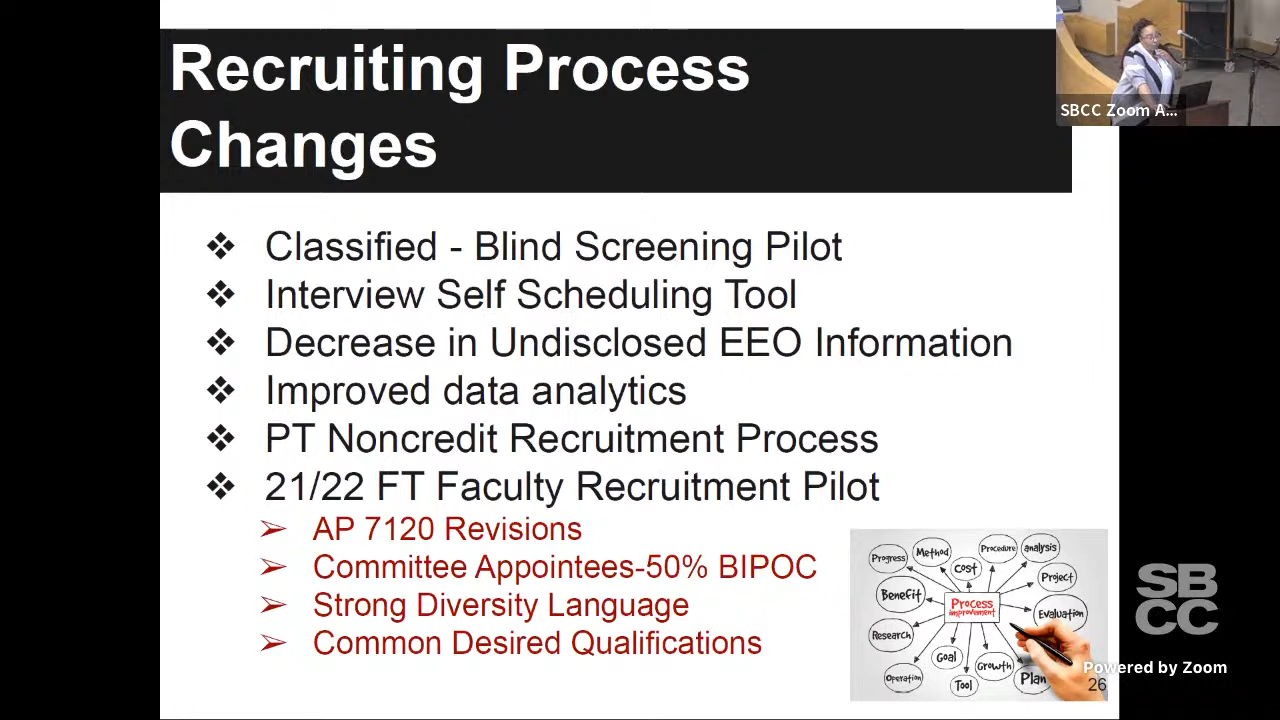 Recruiting Process
Changes
SBCC Zoom A...
❖ Classified - Blind Screening Pilot
❖ Interview Self Scheduling Tool
❖ Decrease in Undisclosed EEO Information
❖ Improved data analytics
❖ PT Noncredit Recruitment Process
❖ 21/22 FT Faculty Recruitment Pilot
➢ AP 7120 Revisions
➢ Committee Appointees-50% BIPOC
➢ Strong Diversity Language
➢ Common Desired Qualifications
Progress
Method
Cost
Procedure
analysis
Project
Benefit
Process
improvement
Evaluation
Research
Goal
Growth
Operation
Tool
Plan
26
SB
CC
Powered by Zoom